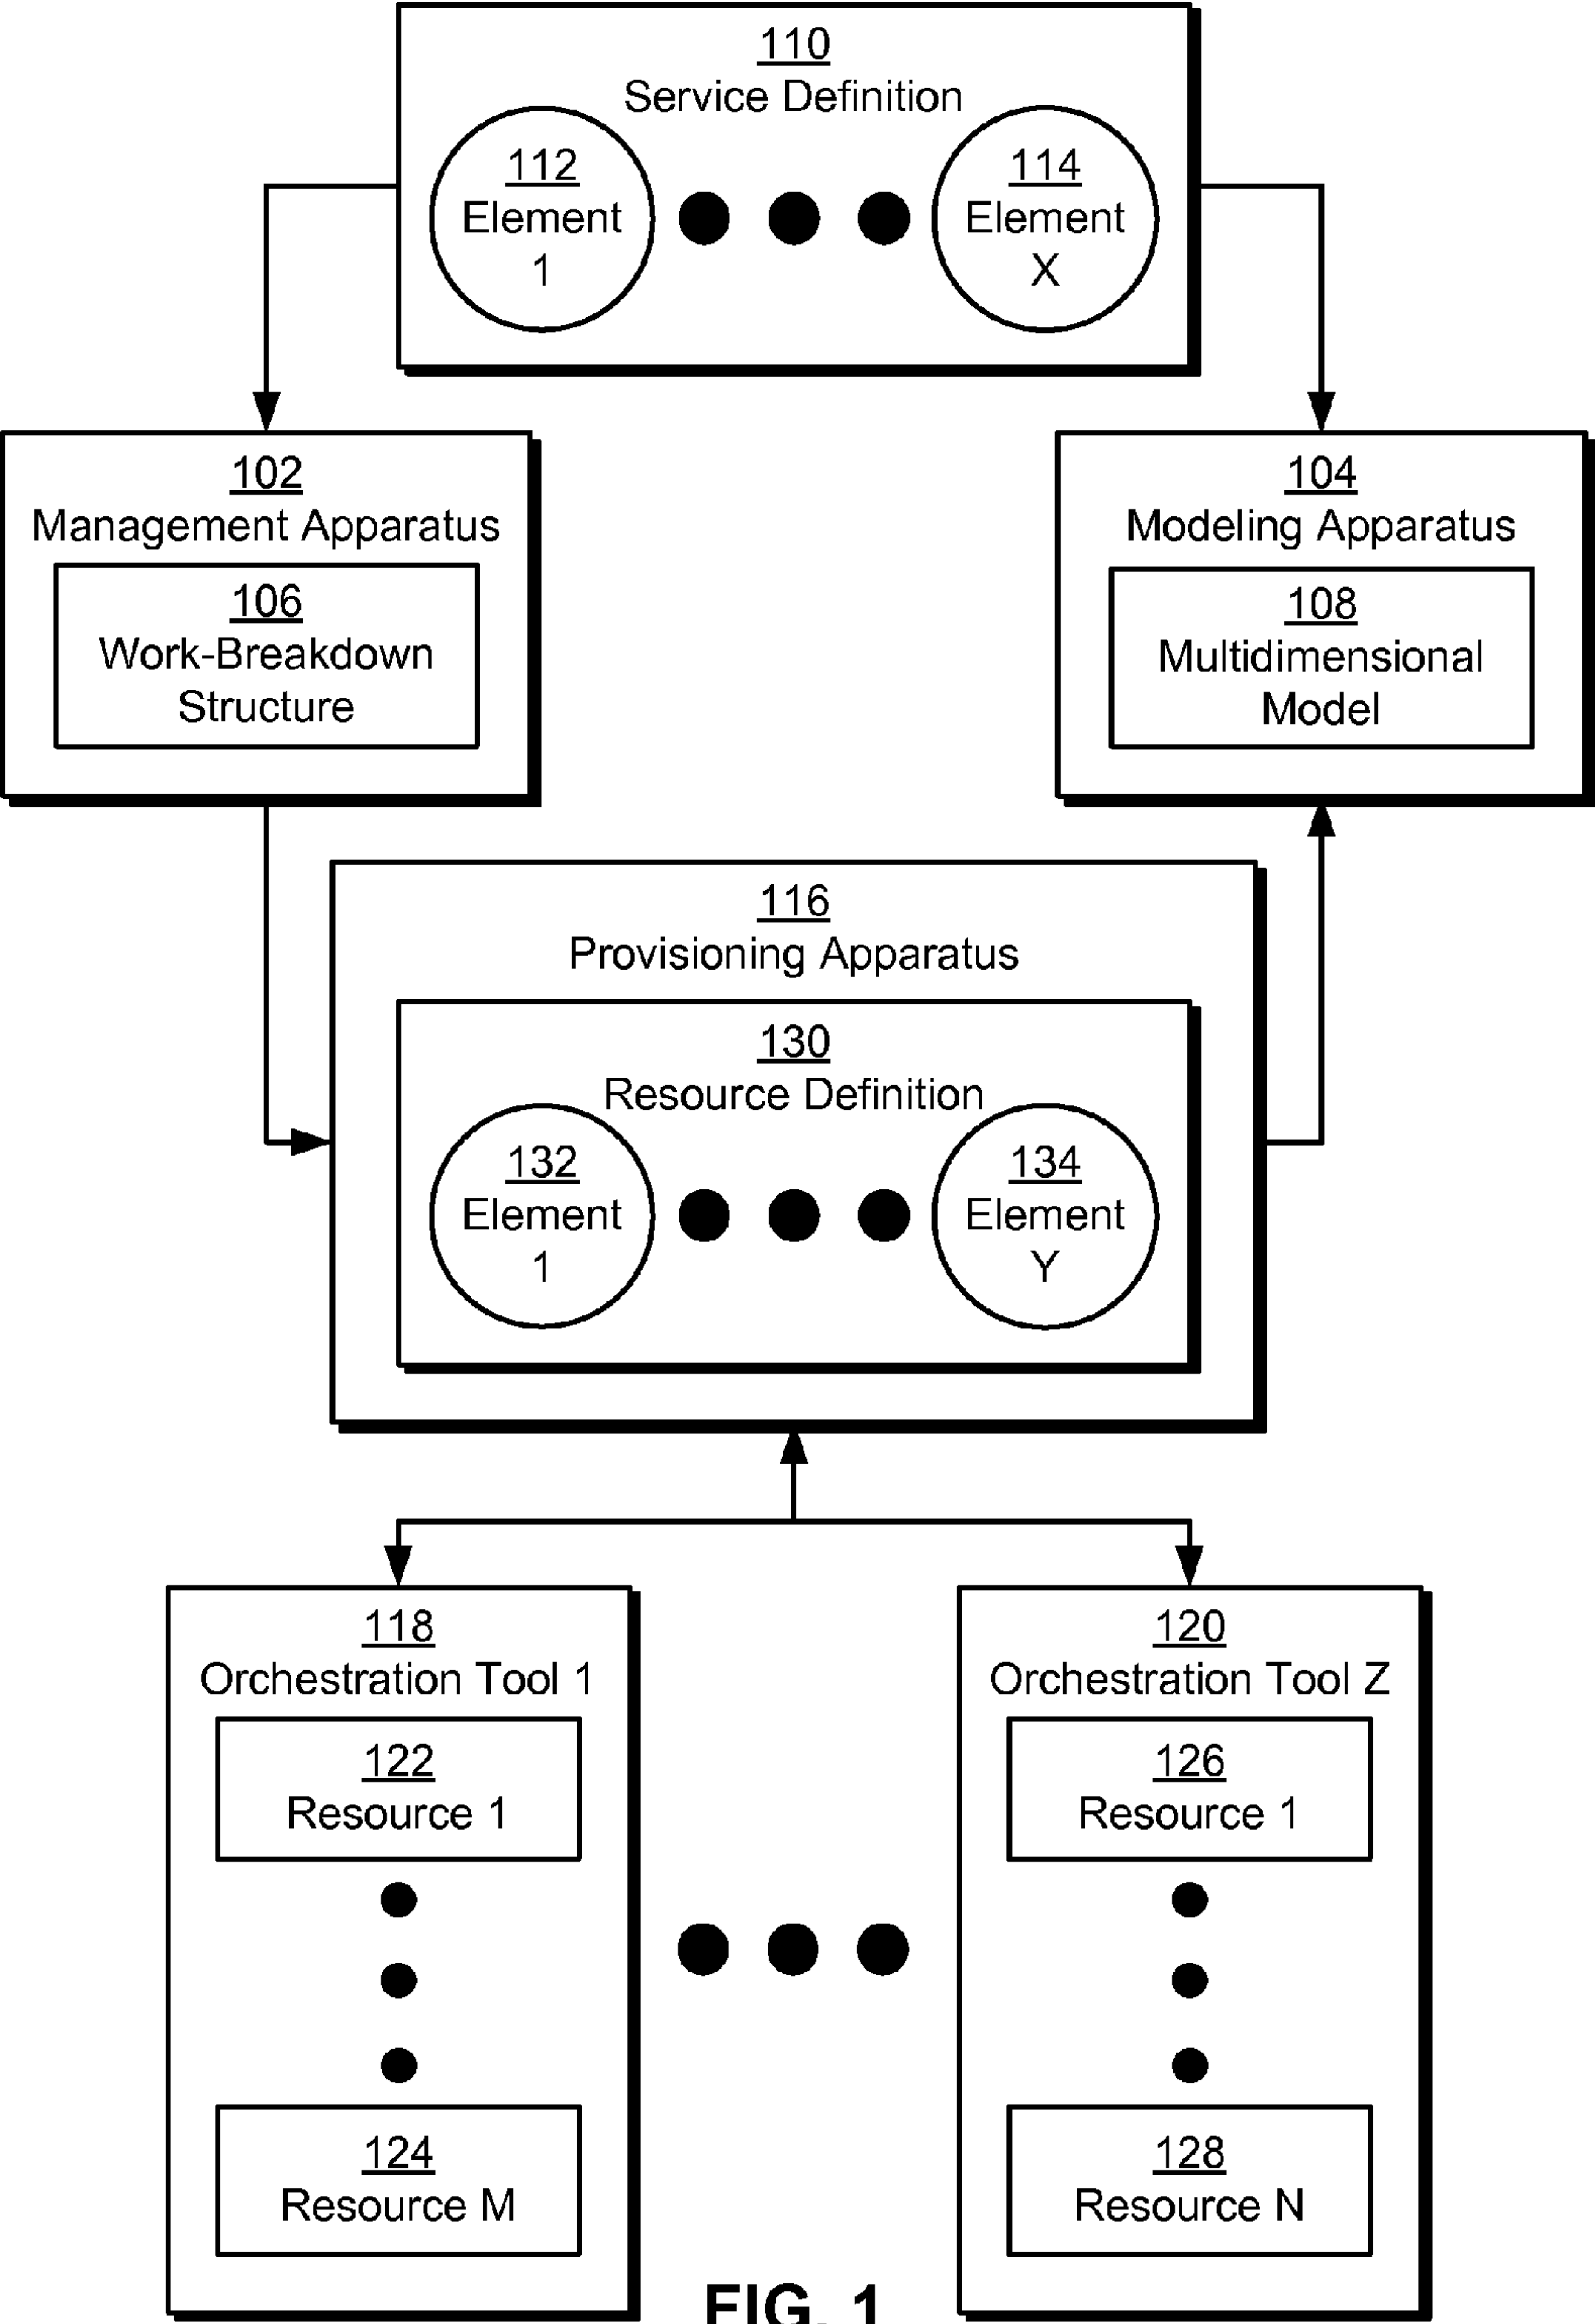 110
Service Definition
112
Element
1
114
Element
X
102
Management Apparatus
106
Work-Breakdown
Structure
104
Modeling Apparatus
108
Multidimensional
Model
116
Provisioning Apparatus
130
Resource Definition
132
Element
1
134
Element
Y
118
Orchestration Tool 1
122
Resource 1
124
Resource M
120
Orchestration Tool Z
126
Resource 1
128
Resource N
FIG. 1